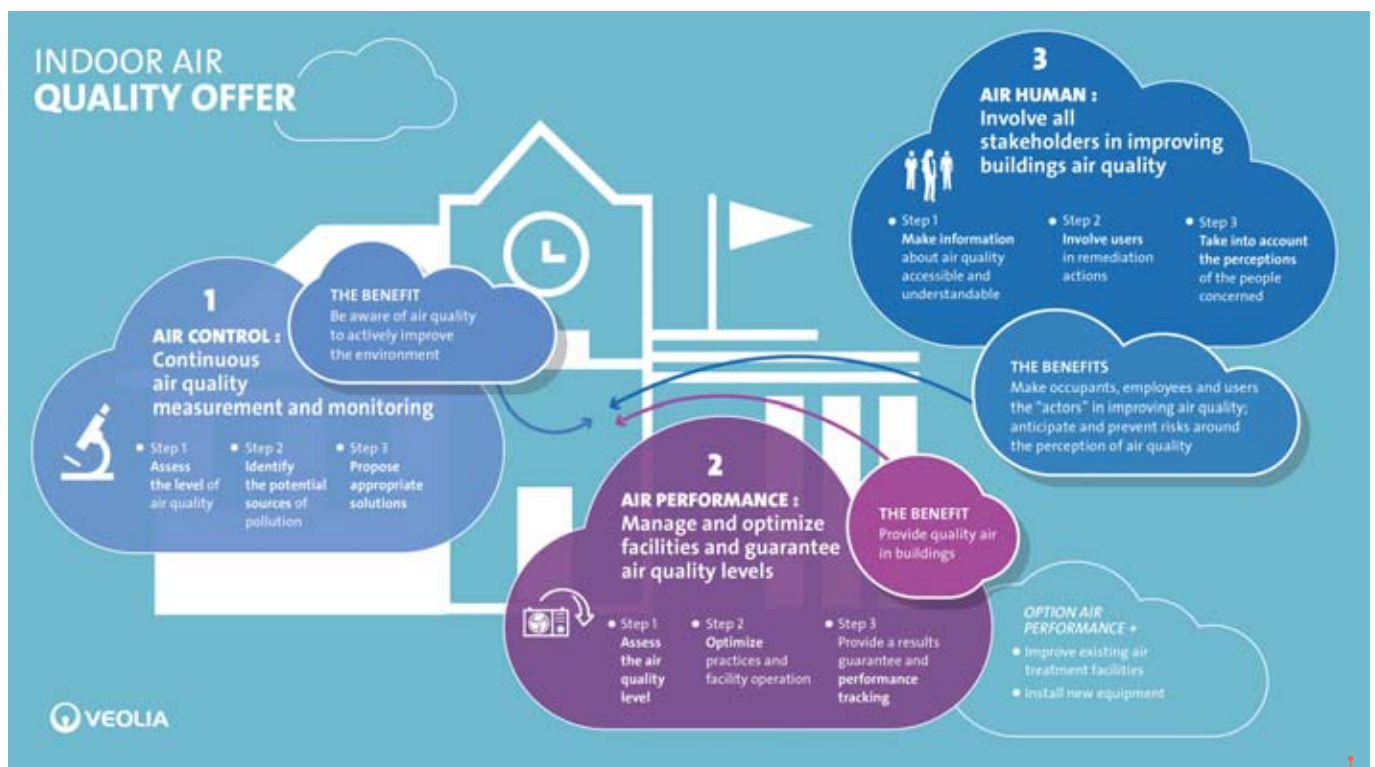 INDOOR AIR
QUALITY OFFER
1
AIR CONTROL :
Continuous
air quality
measurement and monitoring
Step 1
Assess
the level of
air quality
Step 2
Identify
the potential
sources of
pollution
Step 3
Propose
appropriate
solutions
THE BENEFIT
Be aware of air quality
to actively improve
the environment
2
AIR PERFORMANCE :
Manage and optimize
facilities and guarantee
air quality levels
Step 1
Assess
the air
quality
level
Step 2
Optimize
practices and
facility operation
Step 3
Provide a results
guarantee and
performance
tracking
THE BENEFIT
Provide quality air
in buildings
OPTION AIR
PERFORMANCE +
Improve existing air
treatment facilities
Install new equipment
3
AIR HUMAN :
Involve all
stakeholders in improving
buildings air quality
Step 1
Make information
about air quality
accessible and
understandable
Step 2
Involve users
in remediation
actions
Step 3
Take into account
the perceptions
of the people
concerned
THE BENEFITS
Make occupants, employees and users
the "actors" in improving air quality;
anticipate and prevent risks around
the perception of air quality
VEOLIA